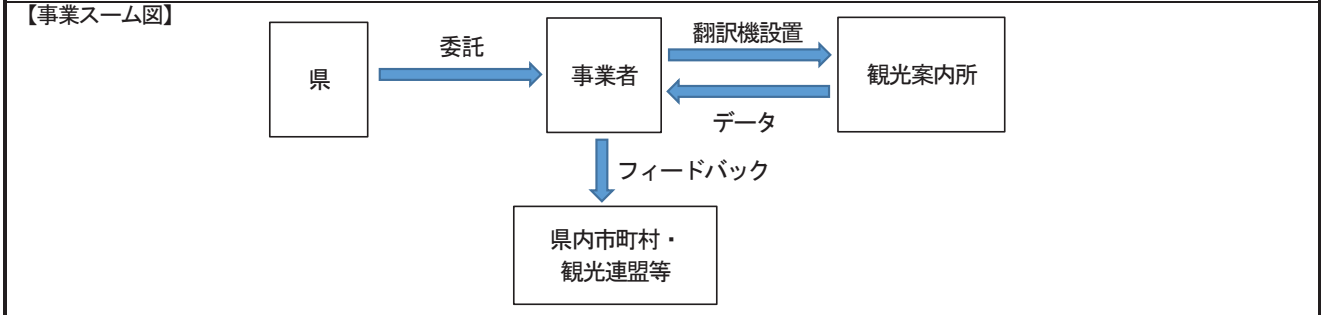 【事業スーム図】
県
委託
事業者
翻訳機設置
データ
観光案内所
フィードバック
県内市町村・
観光連盟等